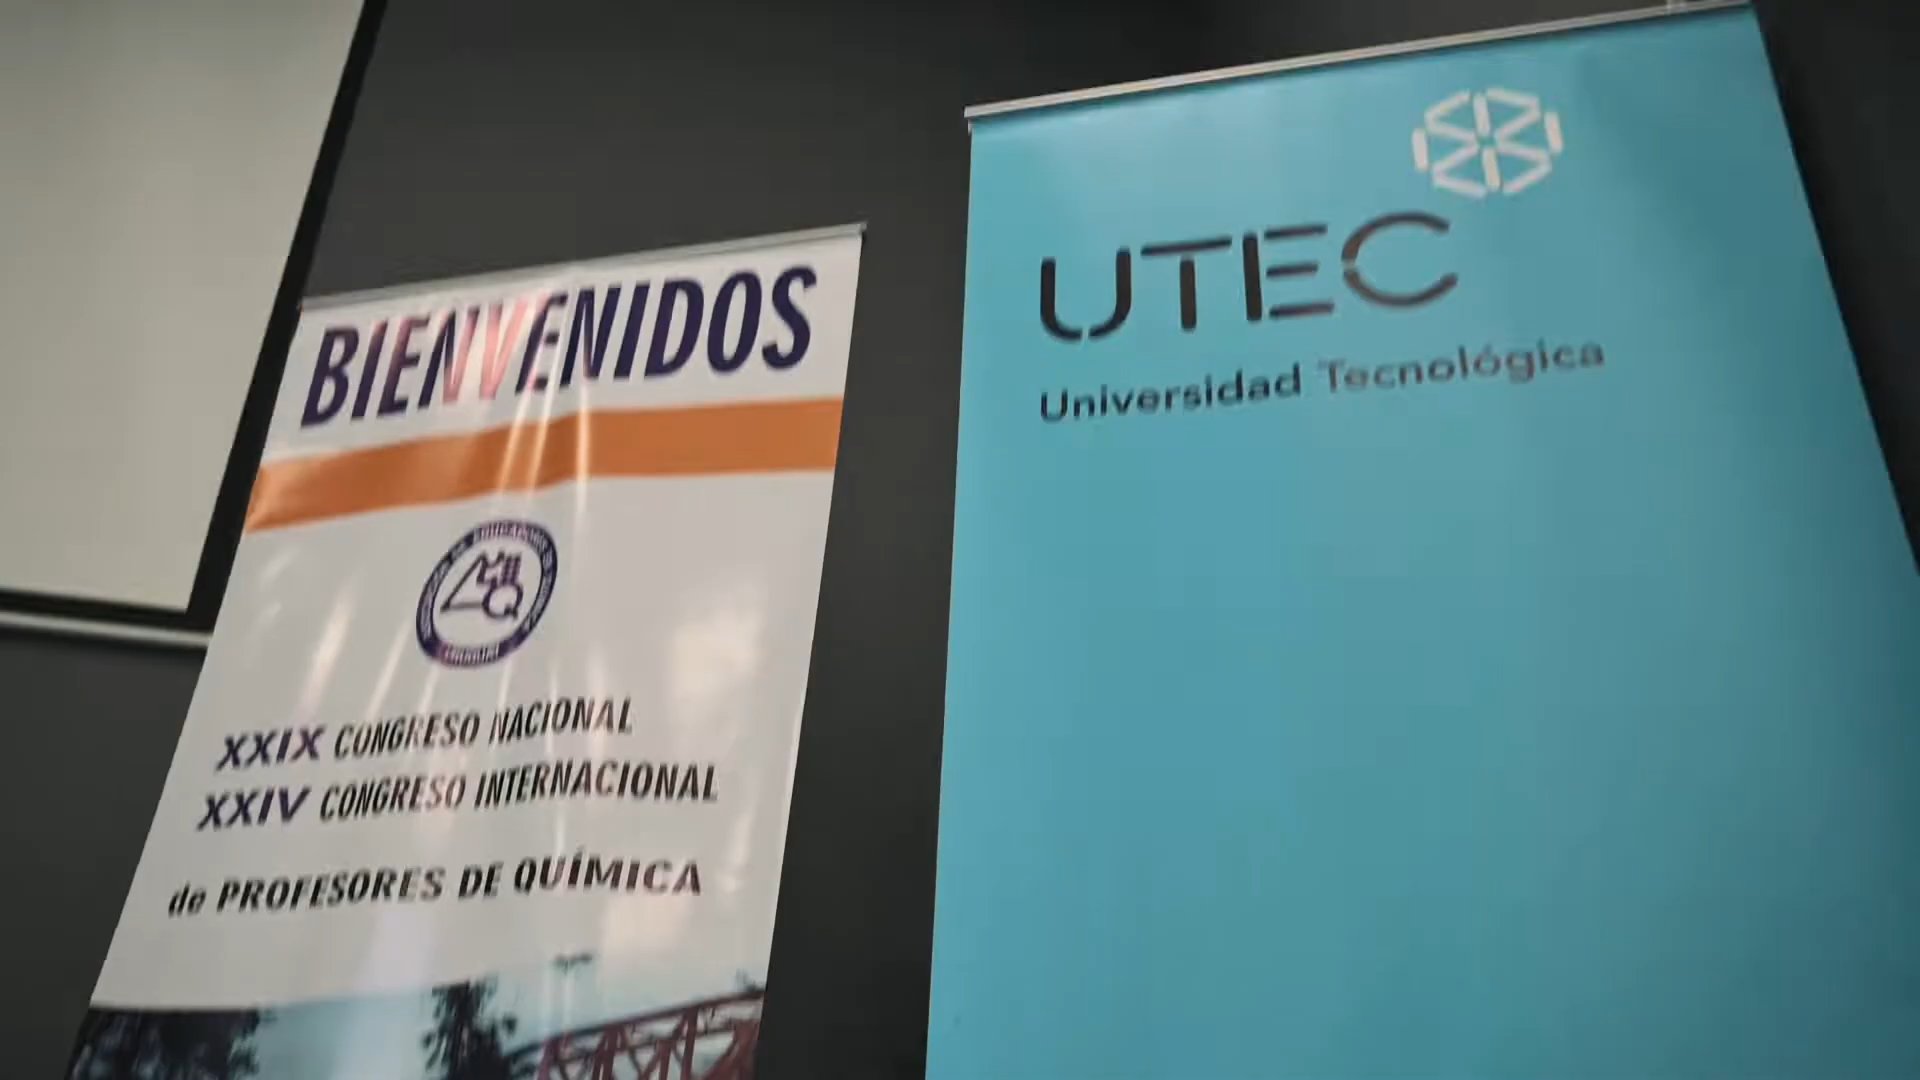 BIENVENIDOS
XXIX CONGRESO NACIONAL
XXIV CONGRESO INTERNACIONAL
de PROFESORES DE QUÍMICA
UTEC
Universidad Tecnológica